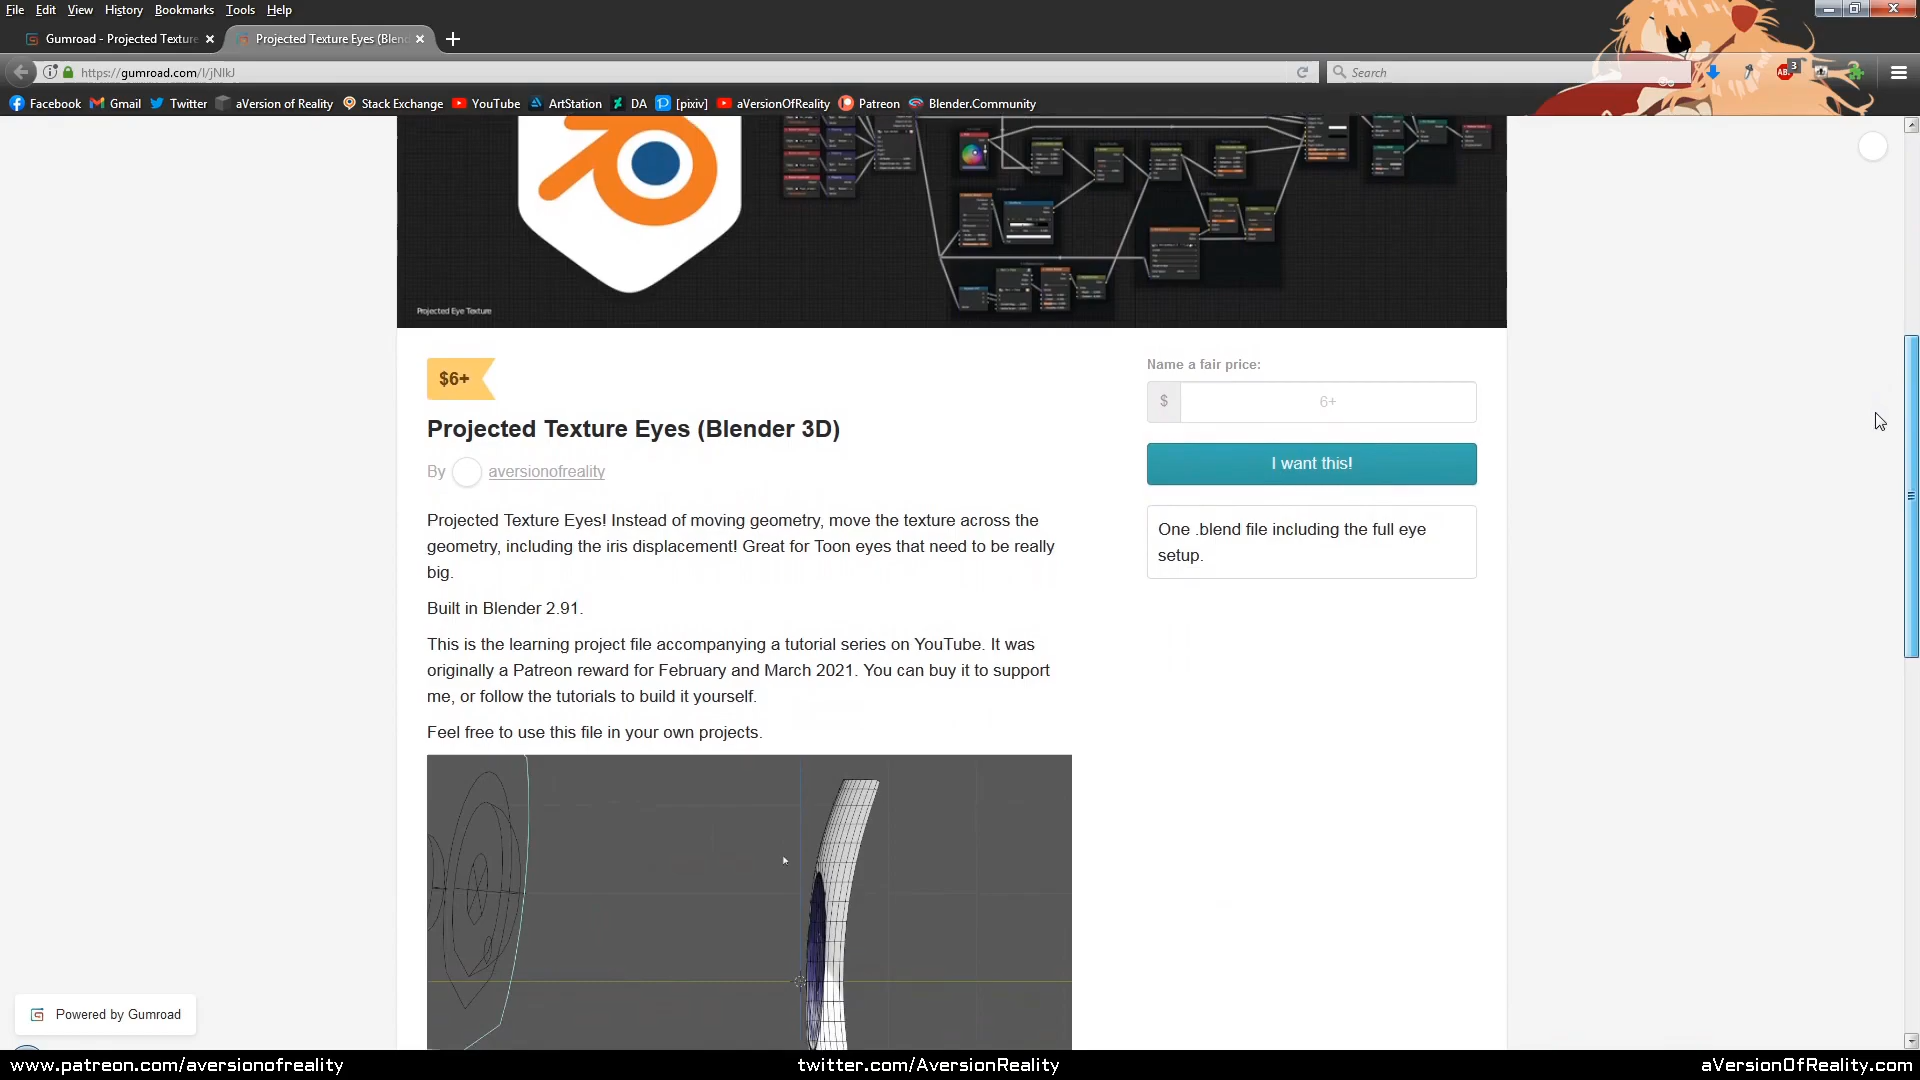 File Edit View History Bookmarks Tools Help
Gumroad - Projected Texture
Projected Texture Eyes (Blen
https://gumroad.com/l/jNlkJ
Search
3
Facebook Gmail Twitter aVersion of Reality Stack Exchange YouTube ArtStation DA [pixiv] aVersionOfReality Patreon Blender.Community
Projected Eye Texture
$6+
Projected Texture Eyes (Blender 3D)
By aversionofreality
Projected Texture Eyes! Instead of moving geometry, move the texture across the
geometry, including the iris displacement! Great for Toon eyes that need to be really
big.
Built in Blender 2.91.
This is the learning project file accompanying a tutorial series on YouTube. It was
originally a Patreon reward for February and March 2021. You can buy it to support
me, or follow the tutorials to build it yourself.
Feel free to use this file in your own projects.
Name a fair price:
$ 6+
I want this!
One .blend file including the full eye
setup.
Powered by Gumroad
www.patreon.com/aversionofreality
twitter.com/AversionReality
aVersionOfReality.com